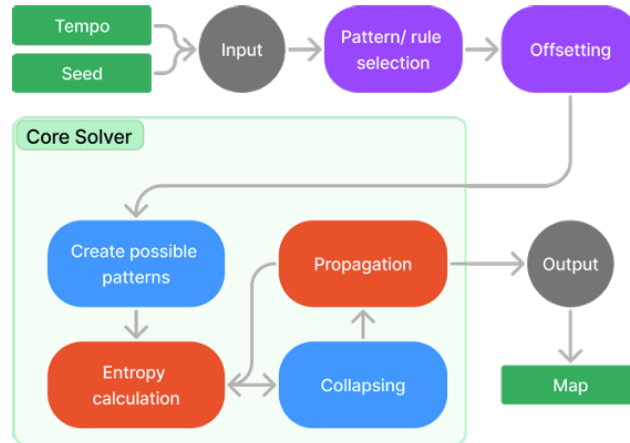 Tempo
Seed
Input
Pattern/ rule
selection
Offsetting
Core Solver
Create possible
patterns
Propagation
Output
Entropy
calculation
Collapsing
Map